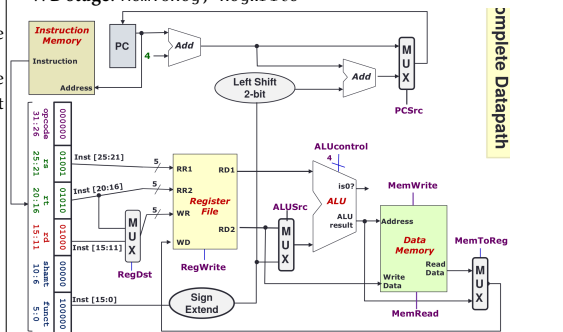 Instruction
Memory
Instruction
Address
PC
4
Add
Left Shift
2-bit
Add
M
U
X
PCSrc
opcode
31:26
000000
rs
25:21
01001
rt
20:16
01010
rd
15:11
01000
shamt
10:6
00000
funct
5:0
100000
Inst [25:21]
Inst [20:16]
Inst [15:11]
Inst [15:0]
5
5
5
M
U
X
RegDst
RR1
RR2
WR
WD
RD1
RD2
Register
File
RegWrite
Sign
Extend
ALUSrc
M
U
X
ALUcontrol
4
is0?
ALU
ALU
result
MemWrite
Address
Data
Memory
Read
Data
Write
Data
MemRead
MemToReg
M
U
X
omplete Datapath